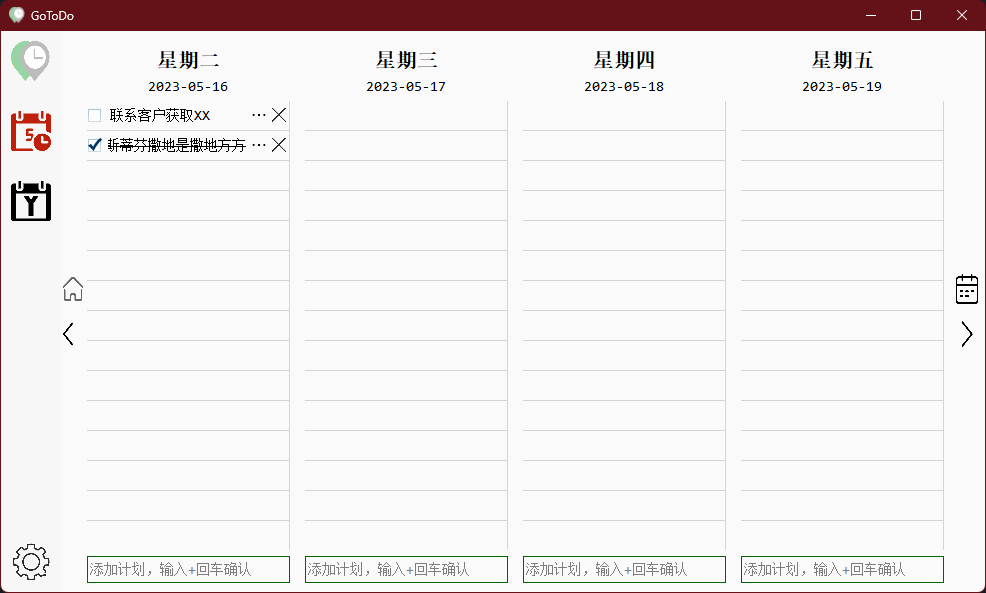 GoToDo
星期二
星期三
星期四
星期五
2023-05-16
2023-05-17
2023-05-18
2023-05-19
联系客户获取XX
斩蒂芬撒地是撒地方方
5
Y
添加计划，输入+回车确认
添加计划，输入+回车确认
添加计划，输入+回车确认
添加计划，输入+回车确认